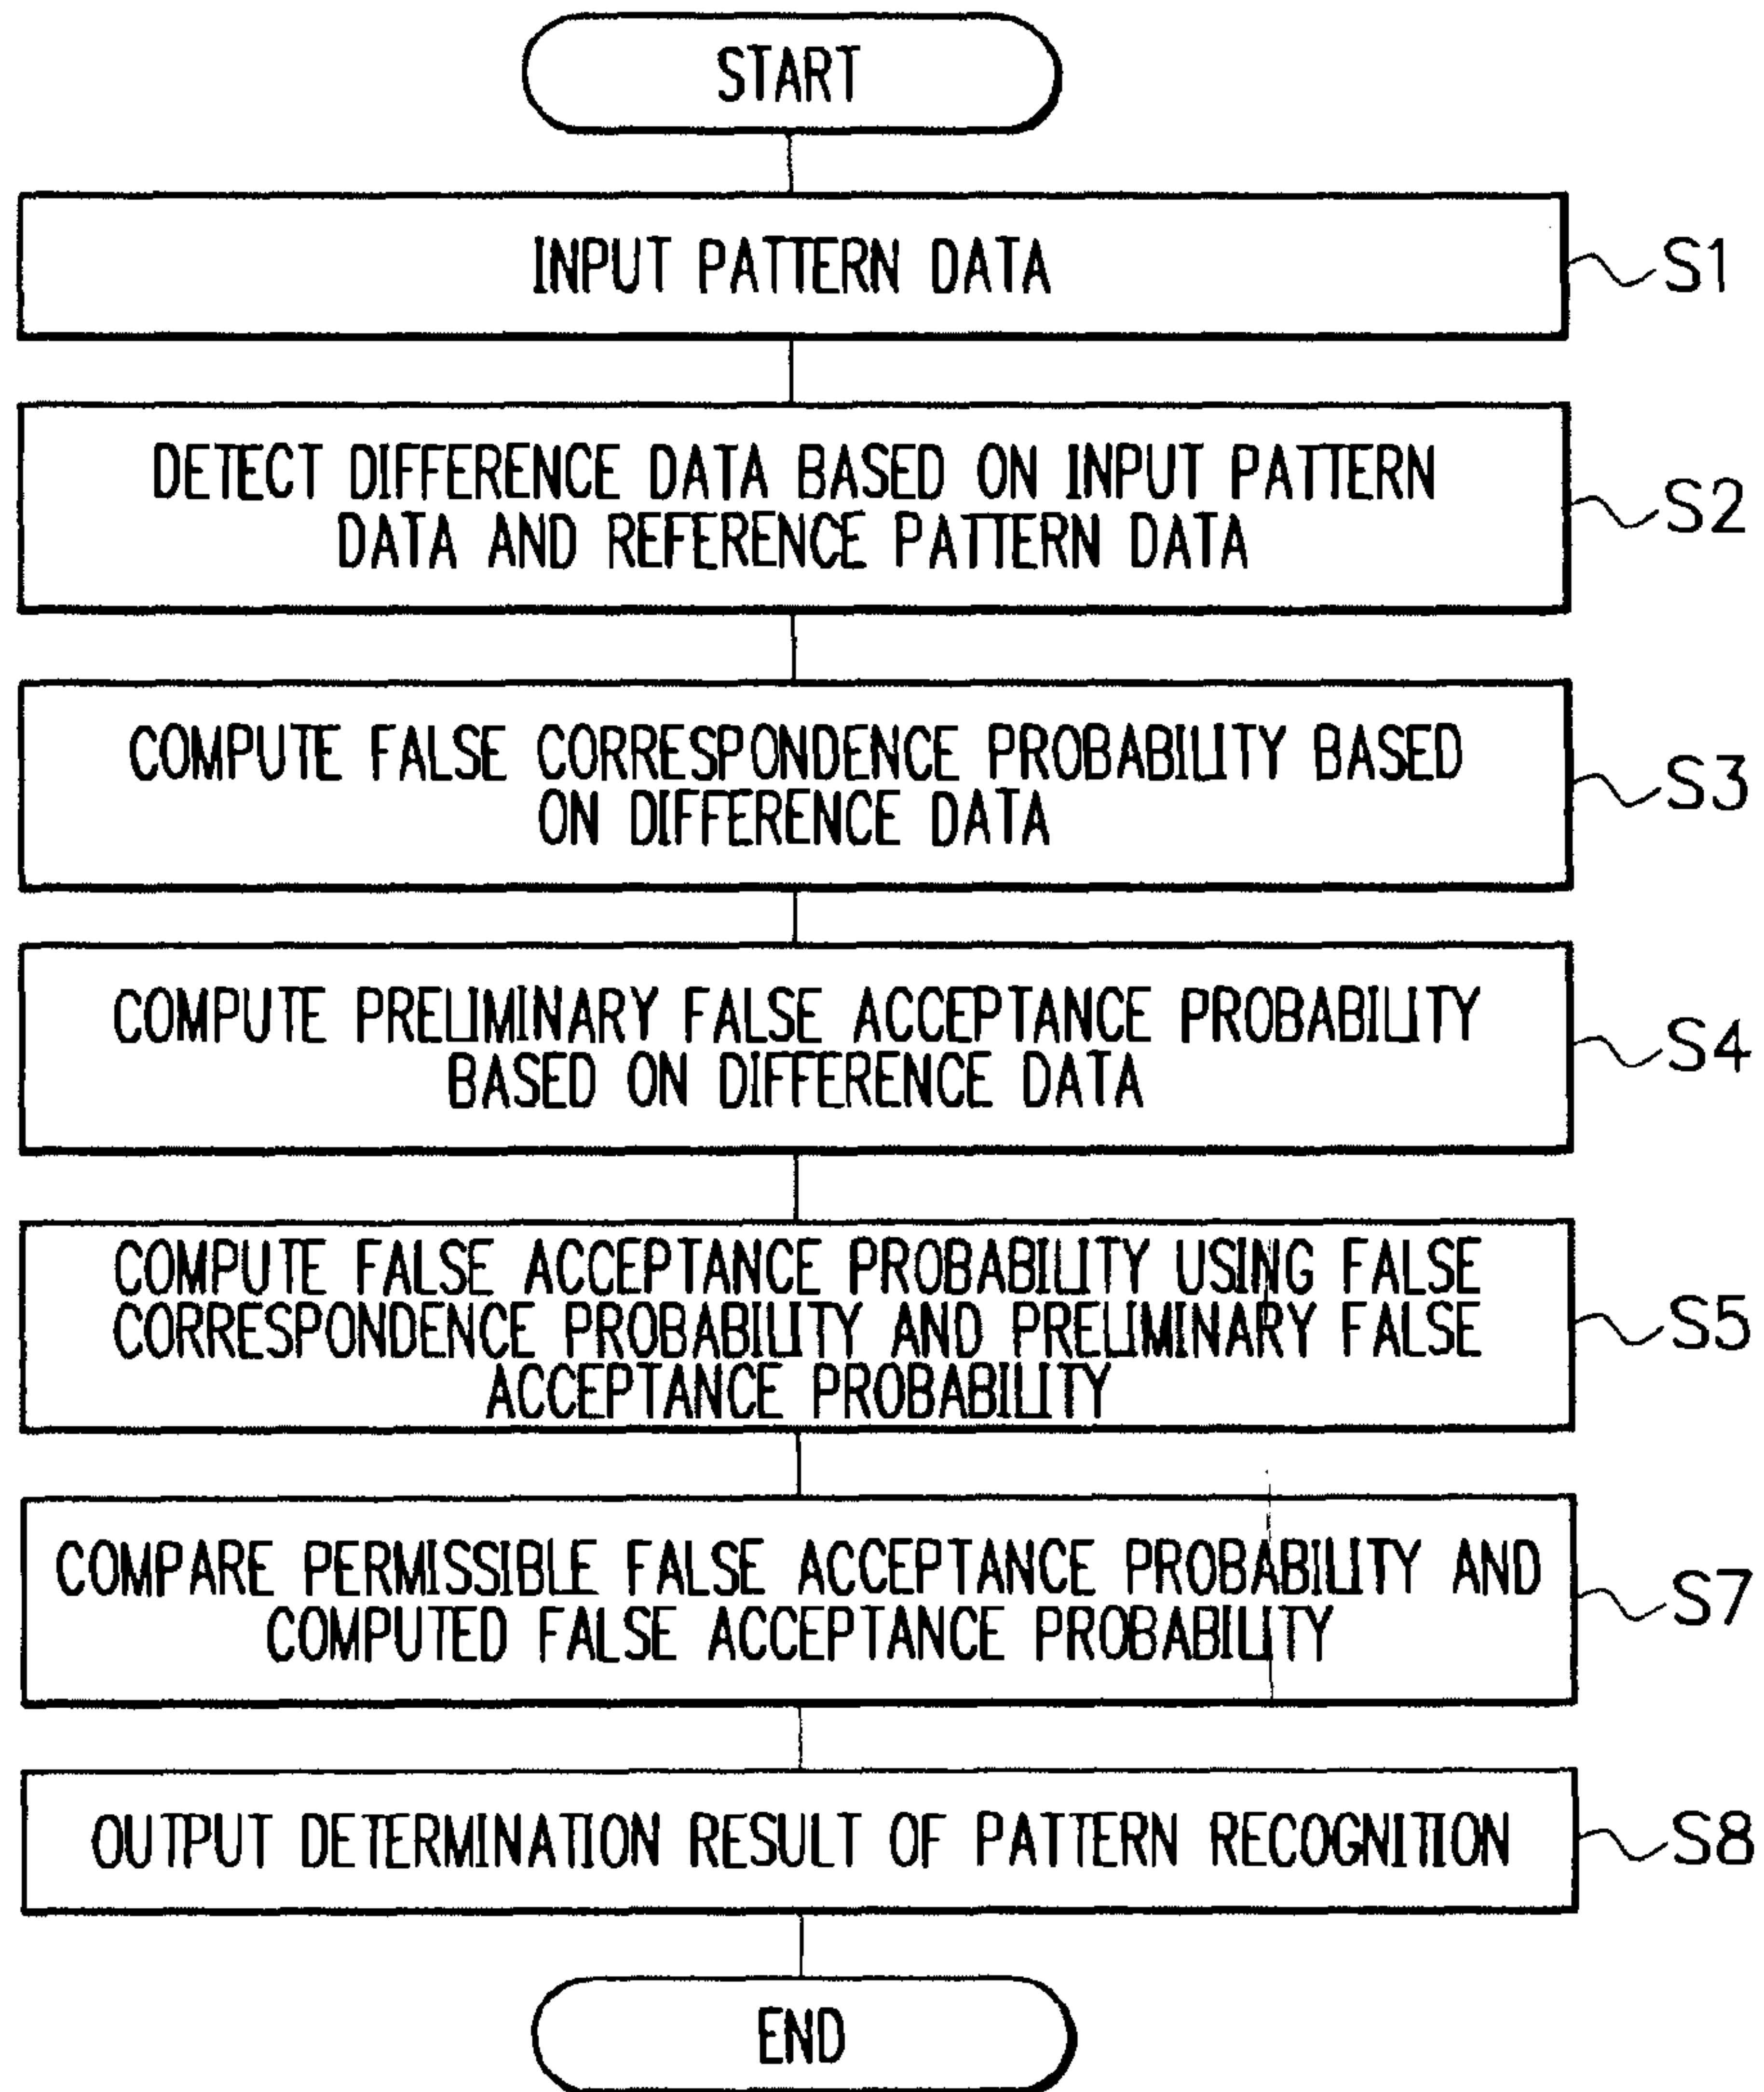 START
INPUT PATTERN DATA
S1
DETECT DIFFERENCE DATA BASED ON INPUT PATTERN
DATA AND REFERENCE PATTERN DATA
S2
COMPUTE FALSE CORRESPONDENCE PROBABILITY BASED
ON DIFFERENCE DATA
S3
COMPUTE PRELIMINARY FALSE ACCEPTANCE PROBABILITY
BASED ON DIFFERENCE DATA
S4
COMPUTE FALSE ACCEPTANCE PROBABILITY USING FALSE
CORRESPONDENCE PROBABILITY AND PRELIMINARY FALSE
ACCEPTANCE PROBABILITY
S5
COMPARE PERMISSIBLE FALSE ACCEPTANCE PROBABILITY AND
COMPUTED FALSE ACCEPTANCE PROBABILITY
S7
OUTPUT DETERMINATION RESULT OF PATTERN RECOGNITION
S8
END